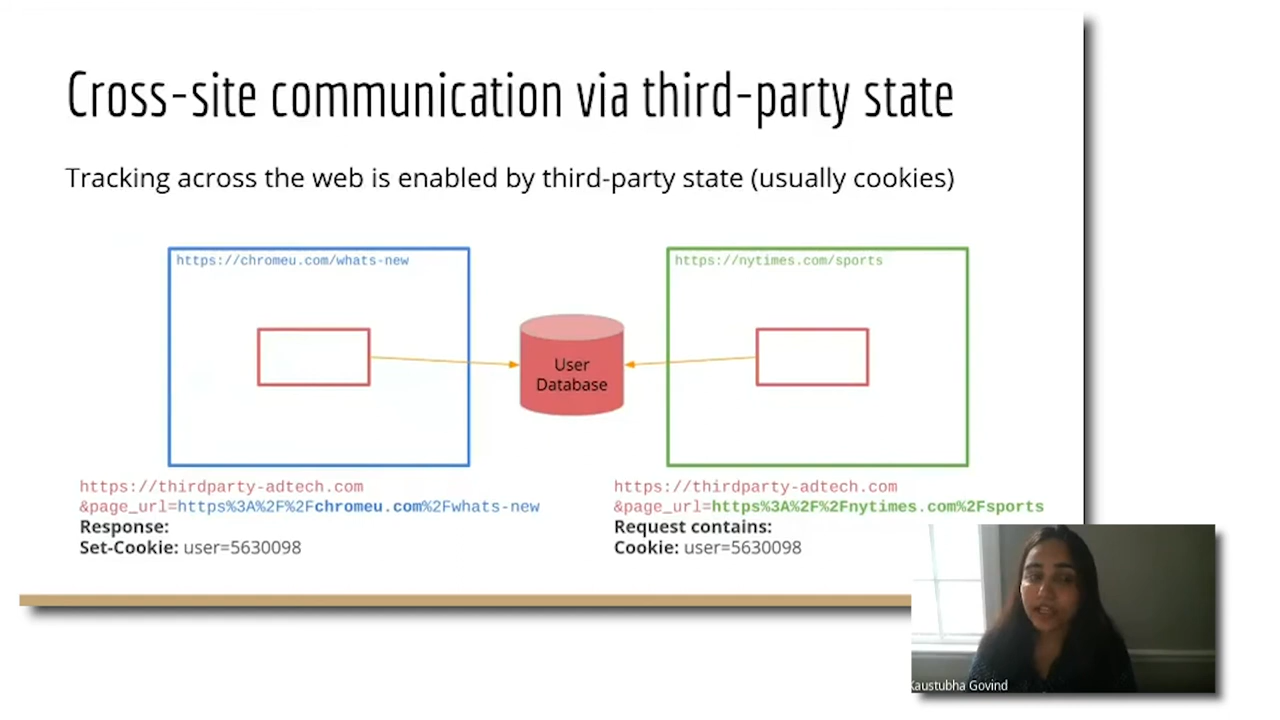 Cross-site communication via third-party state
Tracking across the web is enabled by third-party state (usually cookies)
https://chromeu.com/whats-new
https://nytimes.com/sports
User
Database
https://thirdparty-adtech.com
&page_url=https%3A%2F%2Fchromeu.com%2Fwhats-new
Response:
Set-Cookie: user=5630098
https://thirdparty-adtech.com
&page_url=https%3A%2F%2Fnytimes.com%2Fsports
Request contains:
Cookie: user=5630098
Kaustubha Govind